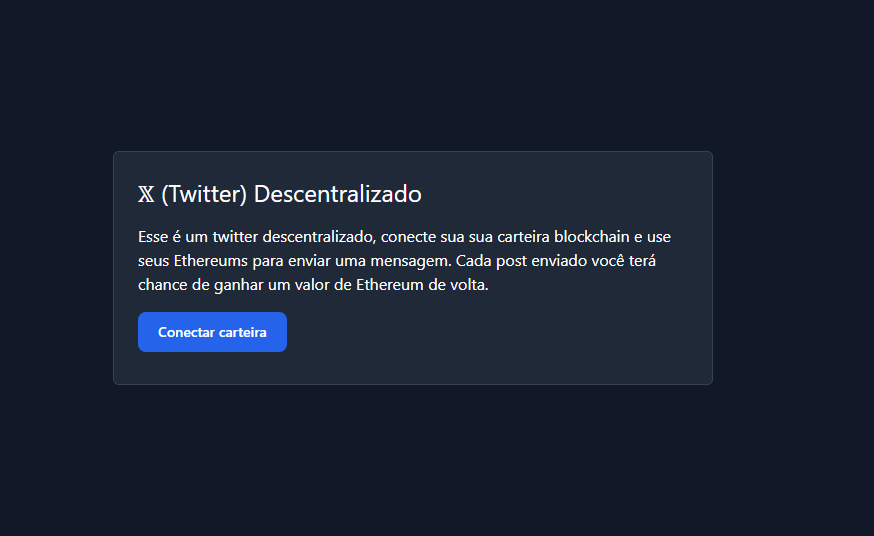 𝕏 (Twitter) Descentralizado
Esse é um twitter descentralizado, conecte sua sua carteira blockchain e use
seus Ethereums para enviar uma mensagem. Cada post enviado você terá
chance de ganhar um valor de Ethereum de volta.
Conectar carteira